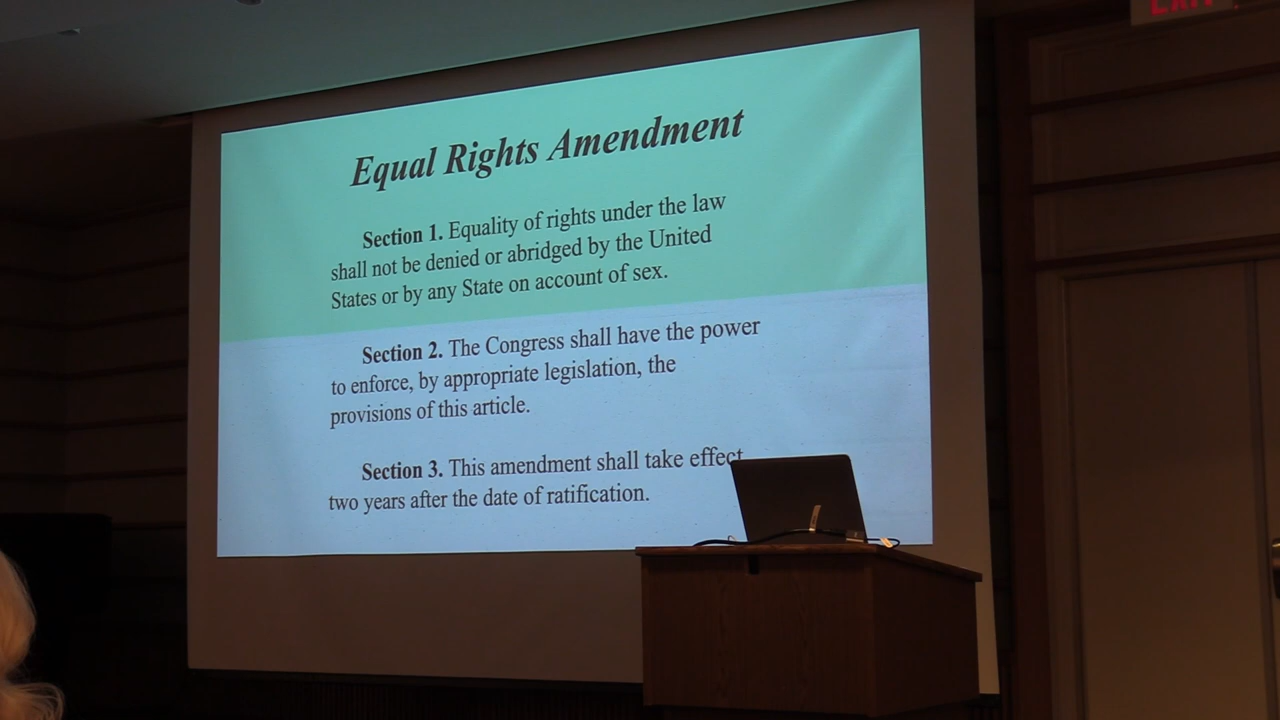 EXIT
Equal Rights Amendment
Section 1. Equality of rights under the law
shall not be denied or abridged by the United
States or by any State on account of sex.
Section 2. The Congress shall have the power
to enforce, by appropriate legislation, the
provisions of this article.
Section 3. This amendment shall take effect
two years after the date of ratification.